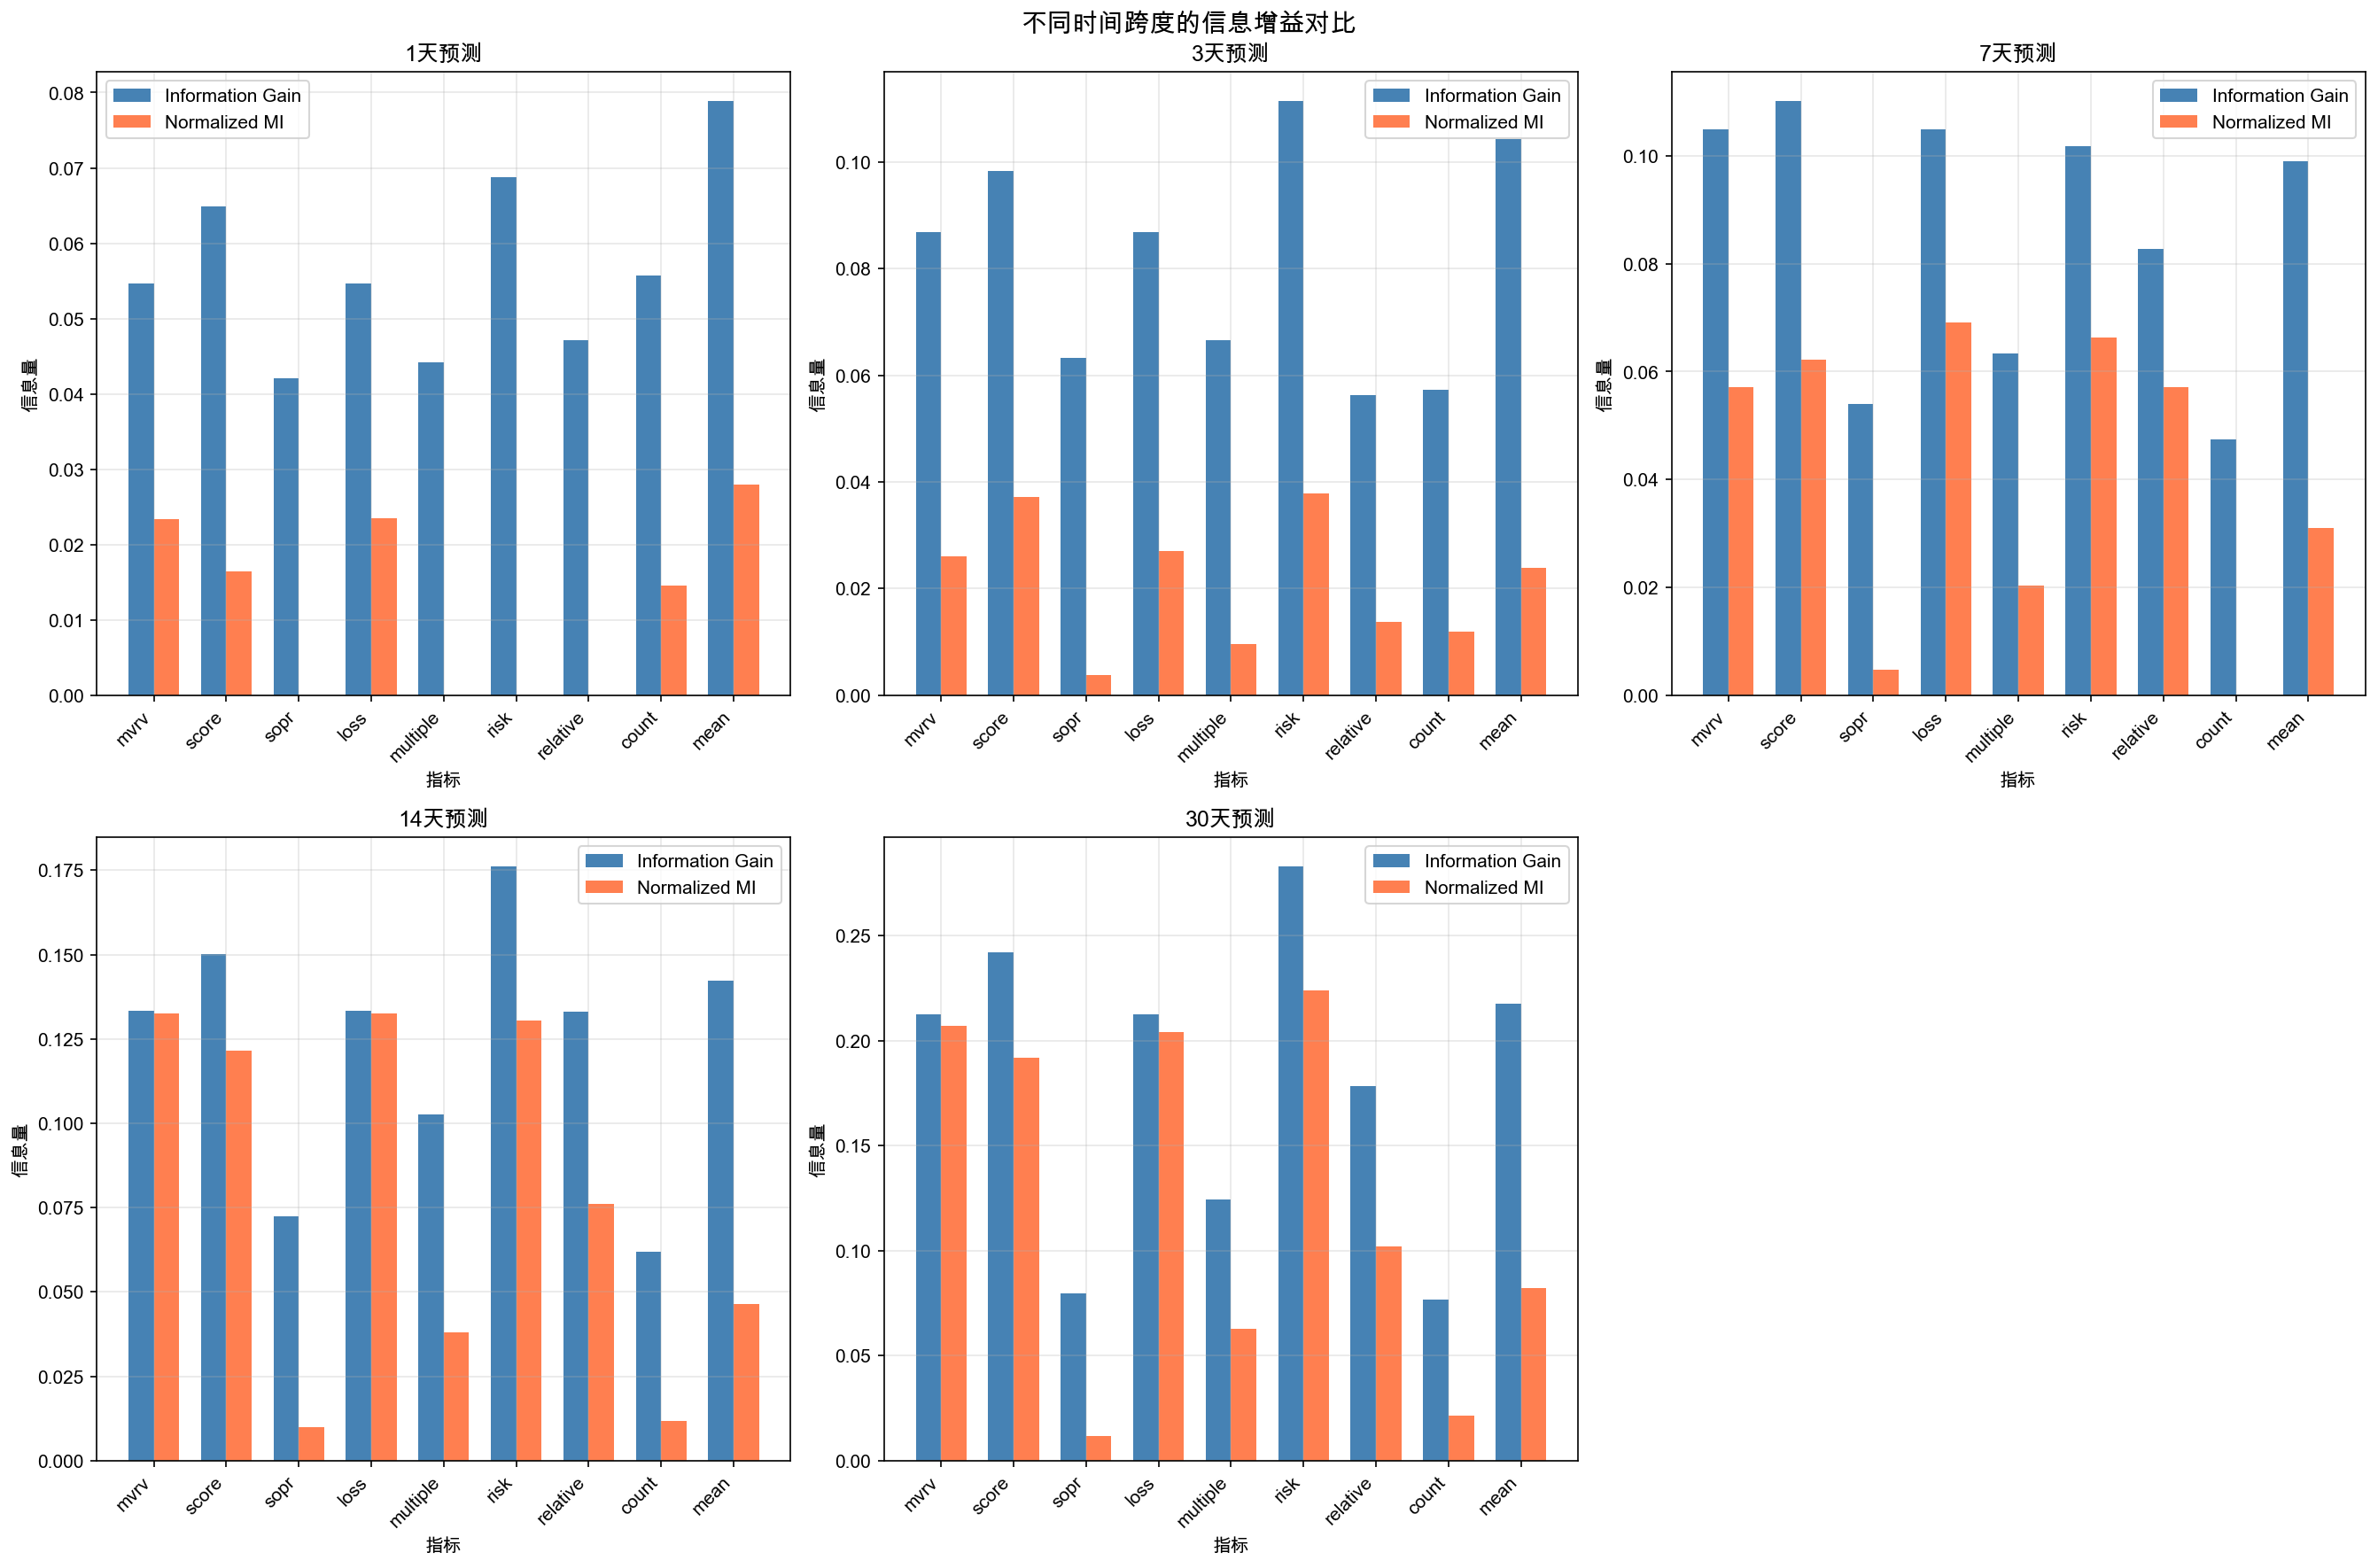 不同时间跨度的信息增益对比
1天预测
Information Gain
Normalized MI
0.08
0.07
0.06
0.05
0.04
0.03
0.02
0.01
0.00
信息量
mvrv
score
sopr
loss
multiple
risk
relative
count
mean
指标
3天预测
Information Gain
Normalized MI
0.10
0.08
0.06
0.04
0.02
0.00
信息量
mvrv
score
sopr
loss
multiple
risk
relative
count
mean
指标
7天预测
Information Gain
Normalized MI
0.10
0.08
0.06
0.04
0.02
0.00
信息量
mvrv
score
sopr
loss
multiple
risk
relative
count
mean
指标
14天预测
Information Gain
Normalized MI
0.175
0.150
0.125
0.100
0.075
0.050
0.025
0.000
信息量
mvrv
score
sopr
loss
multiple
risk
relative
count
mean
指标
30天预测
Information Gain
Normalized MI
0.25
0.20
0.15
0.10
0.05
0.00
信息量
mvrv
score
sopr
loss
multiple
risk
relative
count
mean
指标